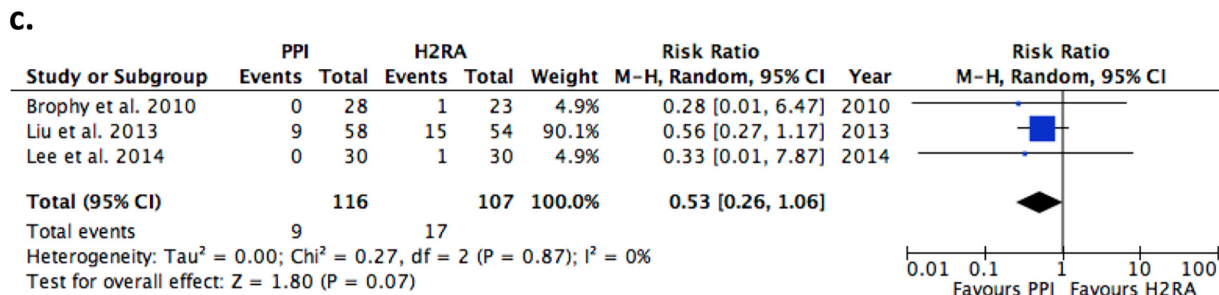 c.
PPI H2RA Risk Ratio Risk Ratio
Study or Subgroup Events Total Events Total Weight M-H, Random, 95% CI Year M-H, Random, 95% CI
Brophy et al. 2010 0 28 1 23 4.9% 0.28 [0.01, 6.47] 2010
Liu et al. 2013 9 58 15 54 90.1% 0.56 [0.27, 1.17] 2013
Lee et al. 2014 0 30 1 30 4.9% 0.33 [0.01, 7.87] 2014
Total (95% CI) 116 107 100.0% 0.53 [0.26, 1.06]
Total events 9 17
Heterogeneity: Tau² = 0.00; Chi² = 0.27, df = 2 (P = 0.87); I² = 0%
Test for overall effect: Z = 1.80 (P = 0.07)
0.01 0.1 1 10 100
Favours PPI Favours H2RA